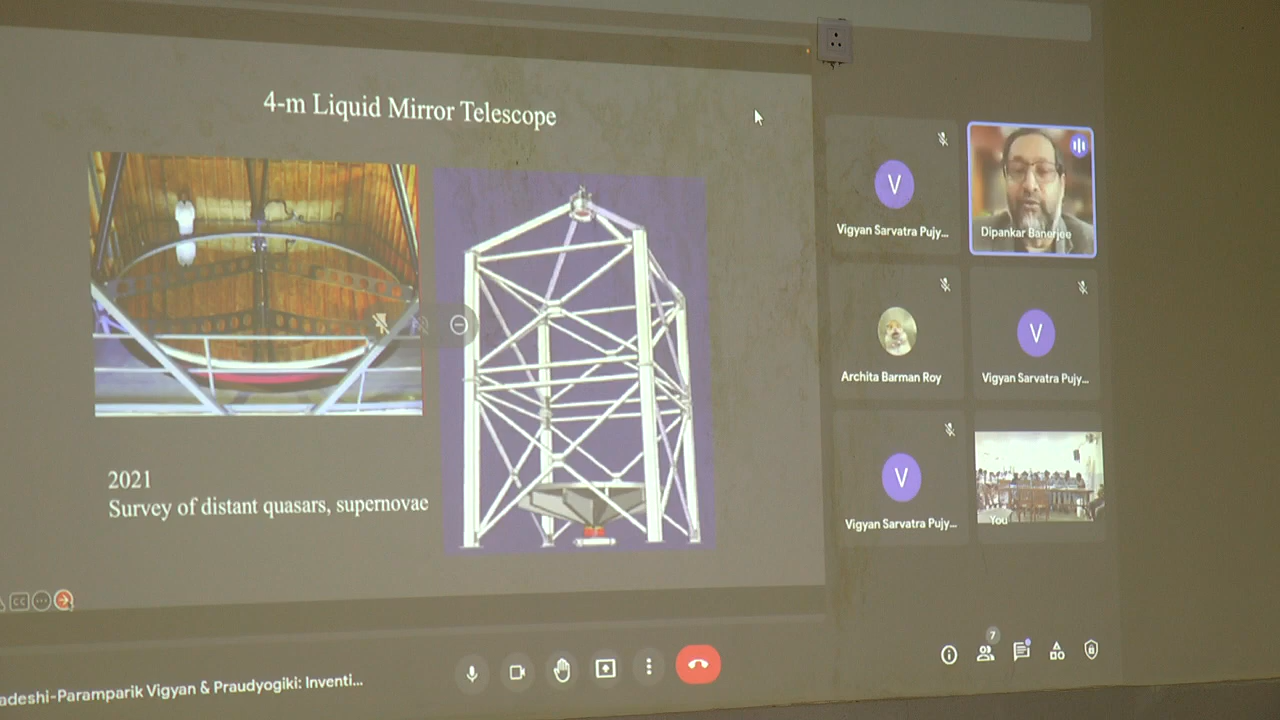 4-m Liquid Mirror Telescope
2021
Survey of distant quasars, supernovae
V
Vigyan Sarvatra Pujy...
Dipankar Banerjee
Archita Barman Roy
V
Vigyan Sarvatra Pujy...
V
Vigyan Sarvatra Pujy...
You
CC
7
adeshi-Paramparik Vigyan & Praudyogiki: Inventi...